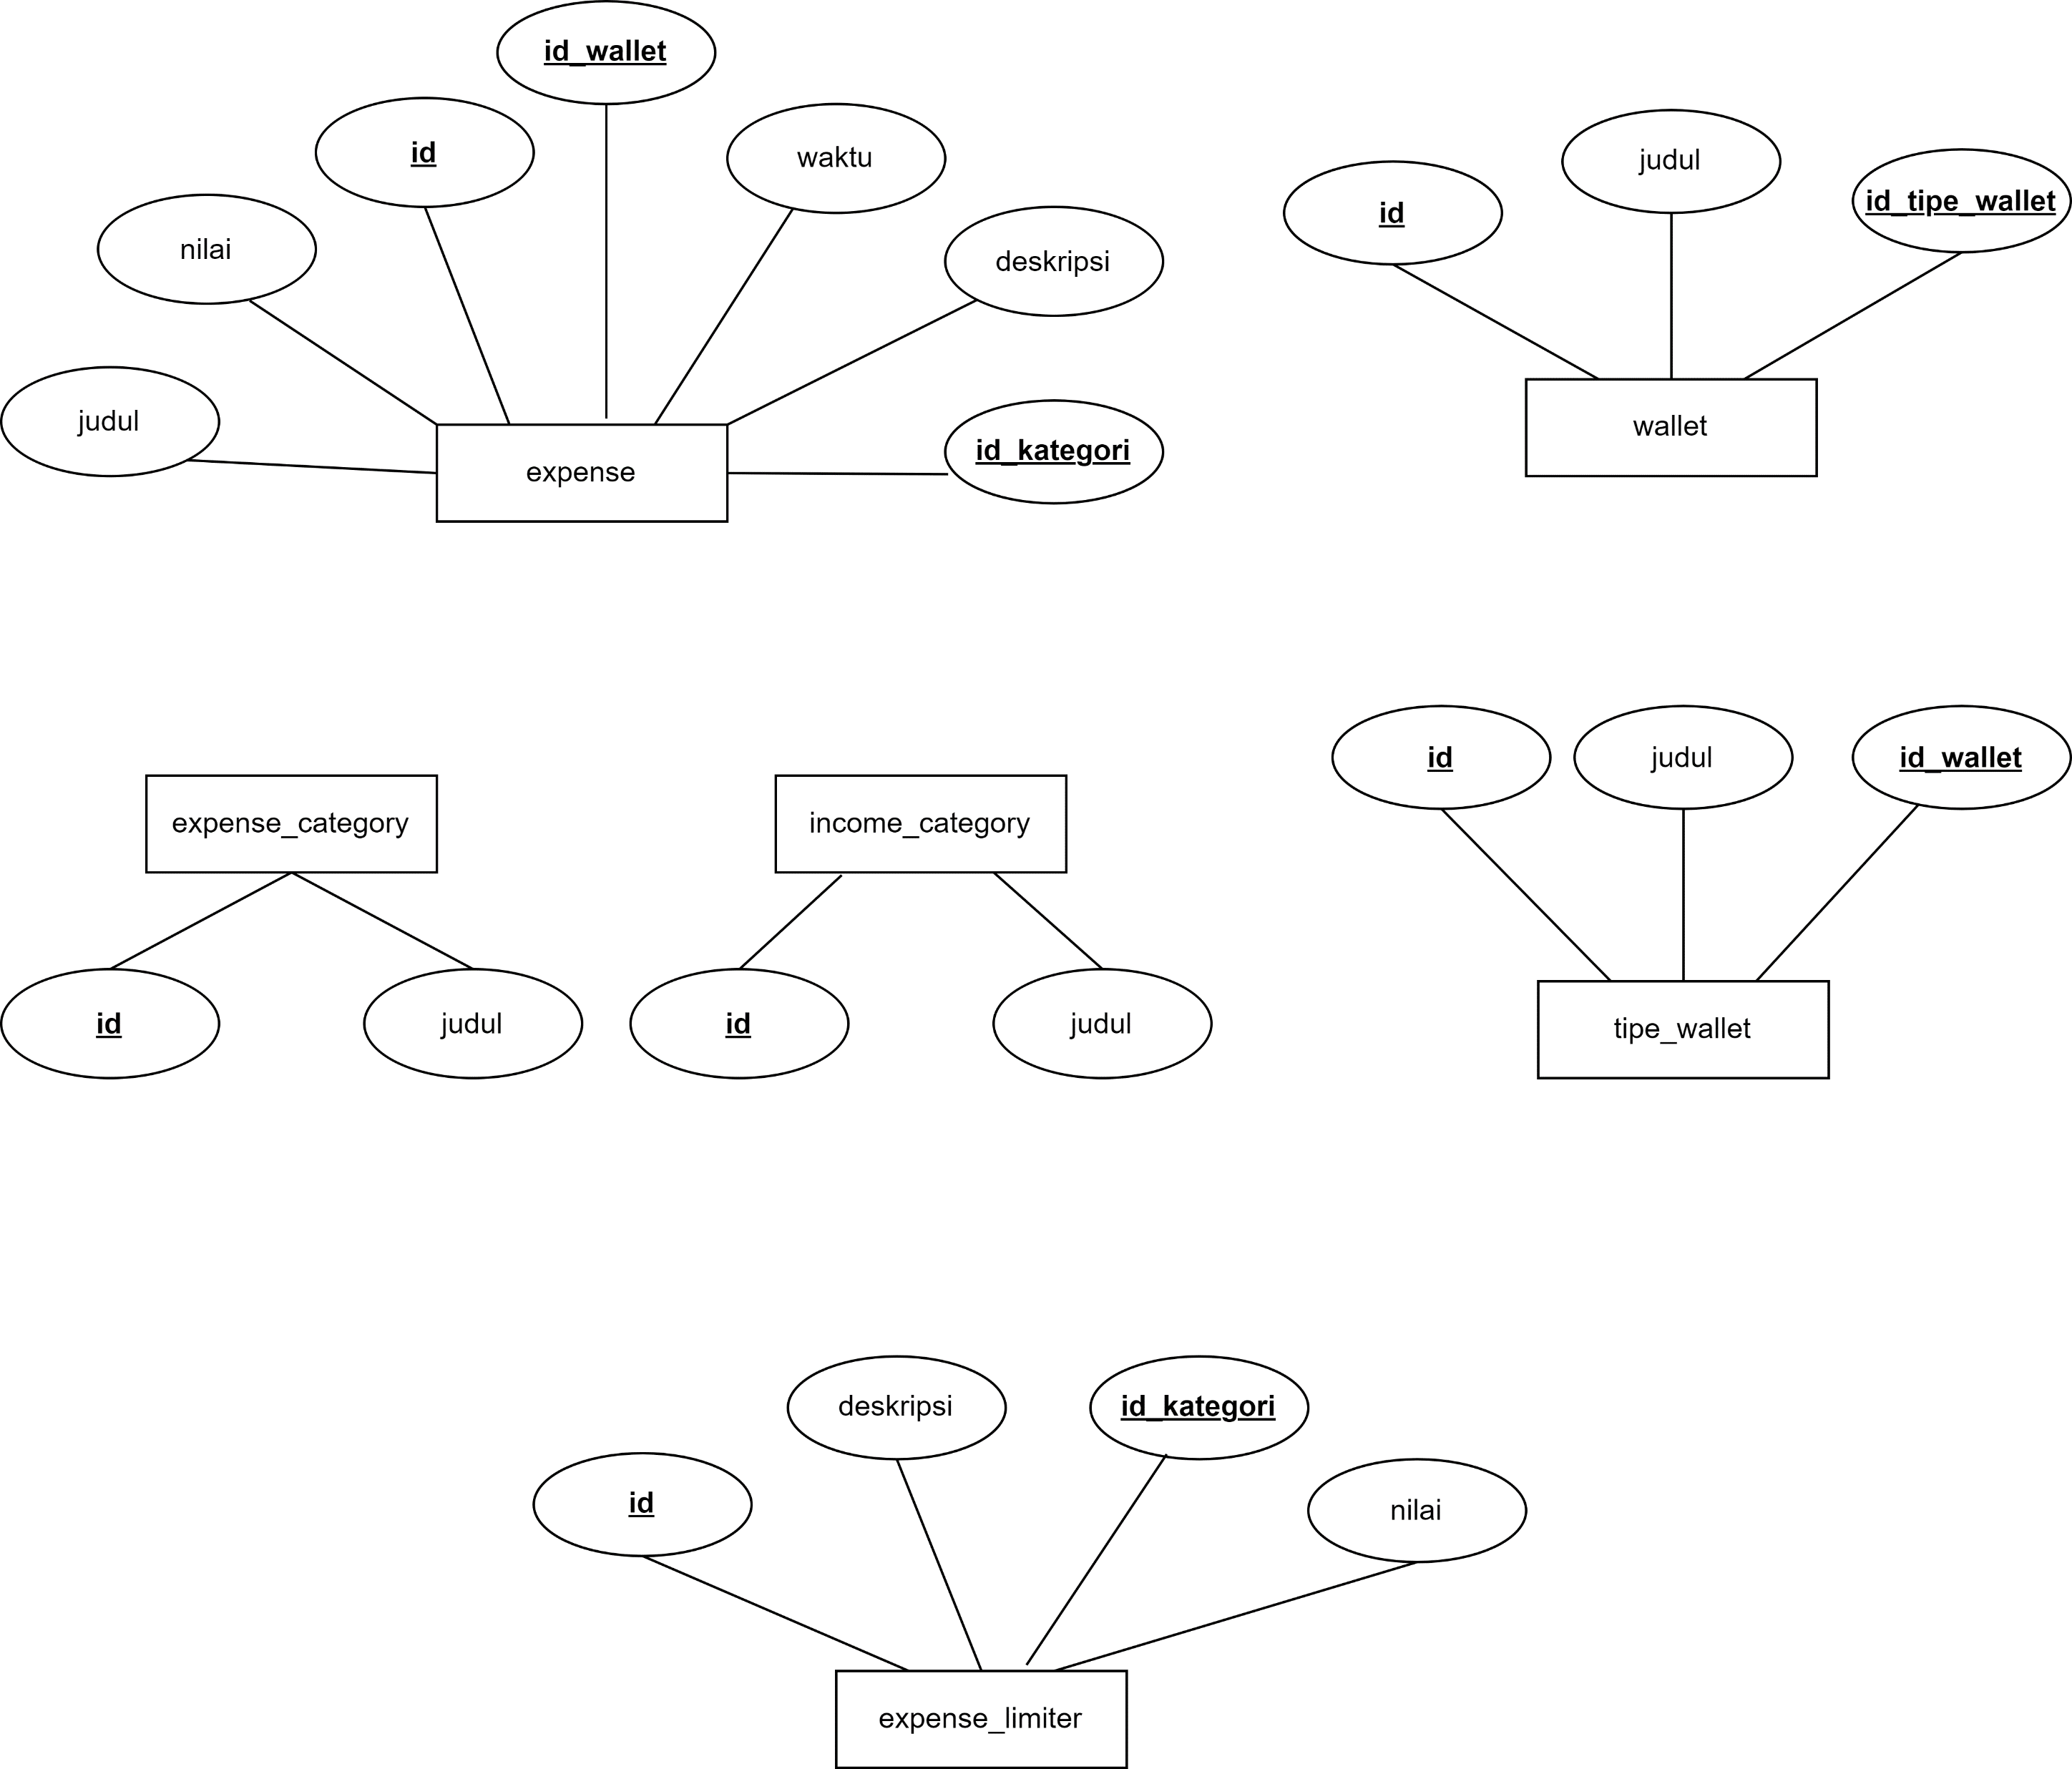 id_wallet
id
waktu
nilai
deskripsi
judul
id_kategori
expense
id
judul
id_tipe_wallet
wallet
expense_category
id
judul
income_category
id
judul
id
judul
id_wallet
tipe_wallet
deskripsi
id_kategori
id
nilai
expense_limiter